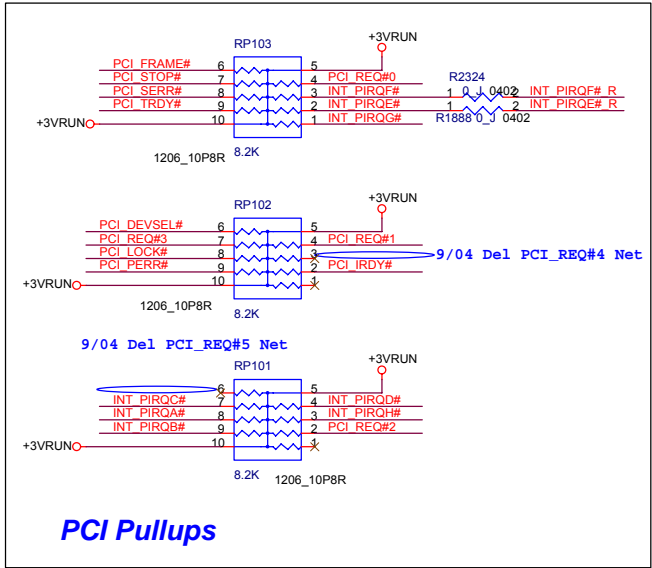 +3VRUN
RP103
PCI_FRAME# 6 5
PCI_STOP# 7 4 PCI_REQ#0
PCI_SERR# 8 3 INT_PIRQF# 1 2 INT_PIRQF#_R
PCI_TRDY# 9 2 INT_PIRQE# 1 2 INT_PIRQE#_R
+3VRUN 10 1 INT_PIRQG#
R2324
0_J 0402
R1888 0_J 0402
1206_10P8R
8.2K
+3VRUN
RP102
PCI_DEVSEL# 6 5
PCI_REQ#3 7 4 PCI_REQ#1
PCI_LOCK# 8 3 9/04 Del PCI_REQ#4 Net
PCI_PERR# 9 2 PCI_IRDY#
+3VRUN 10 1
1206_10P8R
8.2K
9/04 Del PCI_REQ#5 Net
+3VRUN
RP101
6 5
INT_PIRQC# 7 4 INT_PIRQD#
INT_PIRQA# 8 3 INT_PIRQH#
INT_PIRQB# 9 2 PCI_REQ#2
+3VRUN 10 1
8.2K 1206_10P8R
PCI Pullups